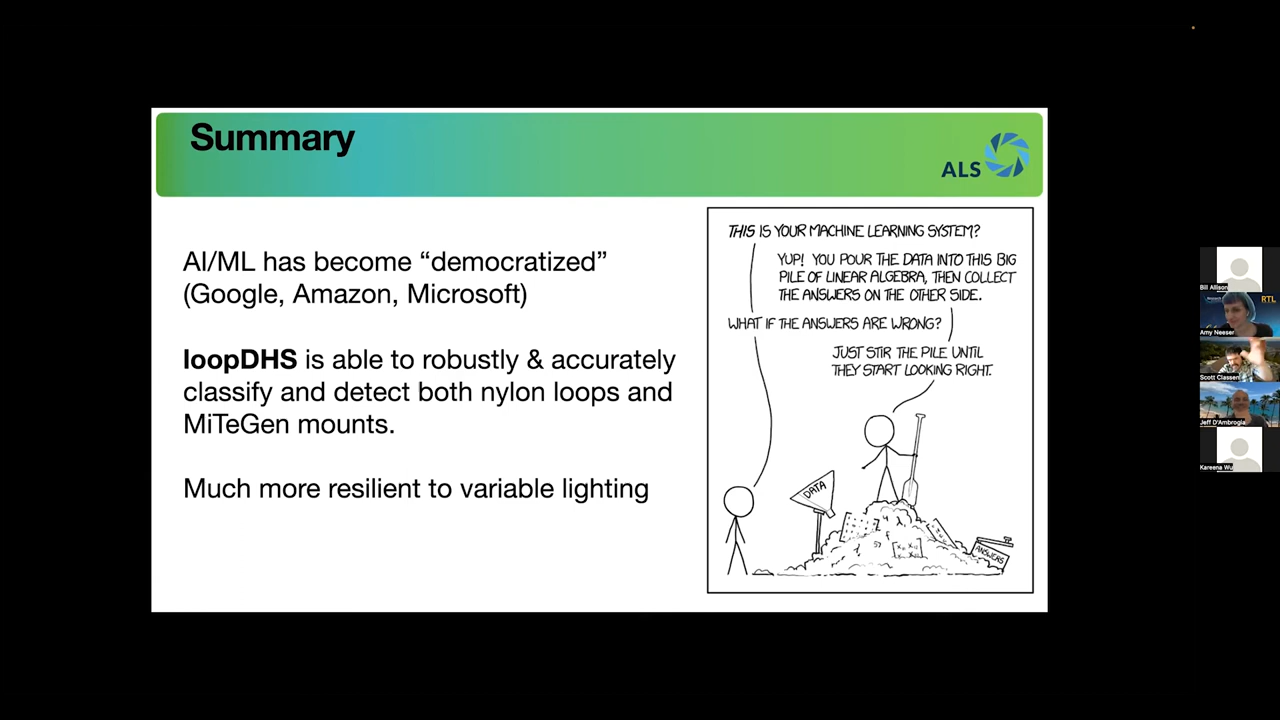 Summary
ALS
AI/ML has become “democratized”
(Google, Amazon, Microsoft)
loopDHS is able to robustly & accurately
classify and detect both nylon loops and
MiTeGen mounts.
Much more resilient to variable lighting
THIS IS YOUR MACHINE LEARNING SYSTEM?
YUP! YOU POUR THE DATA INTO THIS BIG
PILE OF LINEAR ALGEBRA, THEN COLLECT
THE ANSWERS ON THE OTHER SIDE.
WHAT IF THE ANSWERS ARE WRONG?
JUST STIR THE PILE UNTIL
THEY START LOOKING RIGHT.
DATA
ANSWERS
Bill Allison
RTL
Amy Neeser
Scott Classen
Jeff D'Ambrogia
Kareena Wu